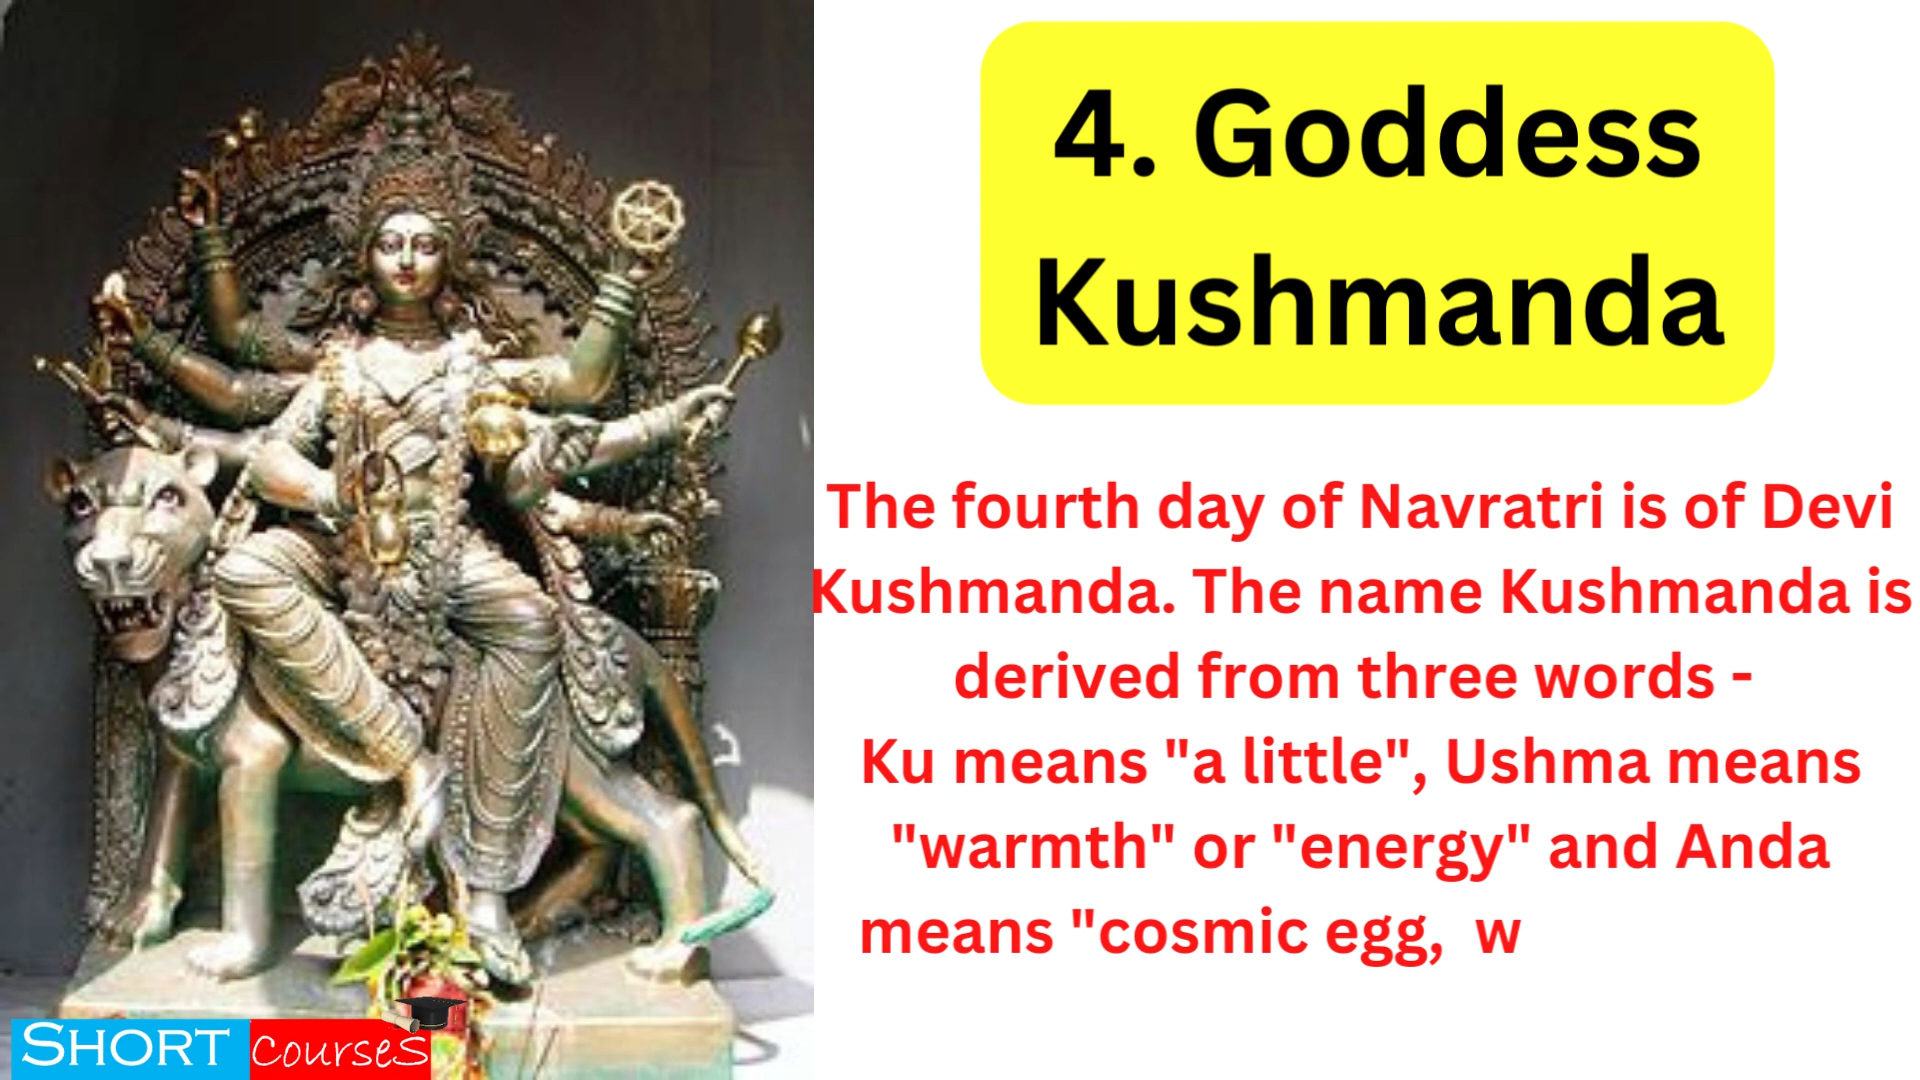 4. Goddess
Kushmanda
The fourth day of Navratri is of Devi
Kushmanda. The name Kushmanda is
derived from three words -
Ku means "a little", Ushma means
"warmth" or "energy" and Anda
means "cosmic egg,  w
SHORT courses